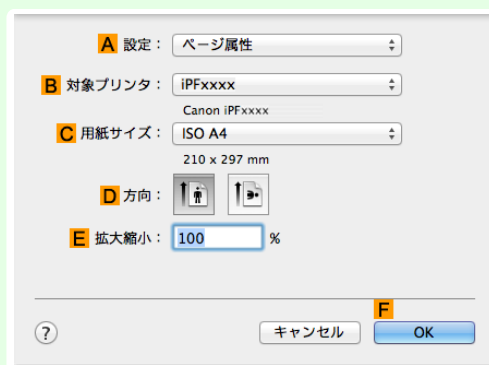 A 設定： ページ属性
B 対象プリンタ： iPFxxxx
Canon iPFxxxx
C 用紙サイズ： ISO A4
210 x 297 mm
D 方向：
E 拡大縮小： 100 %
F
? キャンセル OK